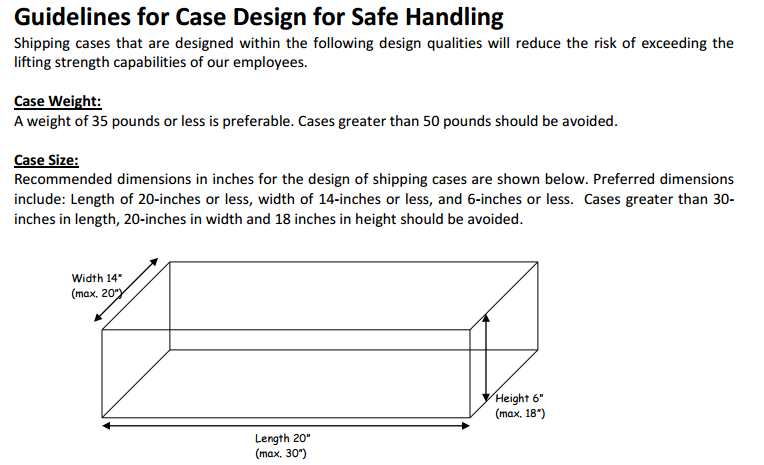 Guidelines for Case Design for Safe Handling
Shipping cases that are designed within the following design qualities will reduce the risk of exceeding the
lifting strength capabilities of our employees.
Case Weight:
A weight of 35 pounds or less is preferable. Cases greater than 50 pounds should be avoided.
Case Size:
Recommended dimensions in inches for the design of shipping cases are shown below. Preferred dimensions
include: Length of 20-inches or less, width of 14-inches or less, and 6-inches or less. Cases greater than 30-
inches in length, 20-inches in width and 18 inches in height should be avoided.
Width 14"
(max. 20")
Height 6"
(max. 18")
Length 20"
(max. 30")